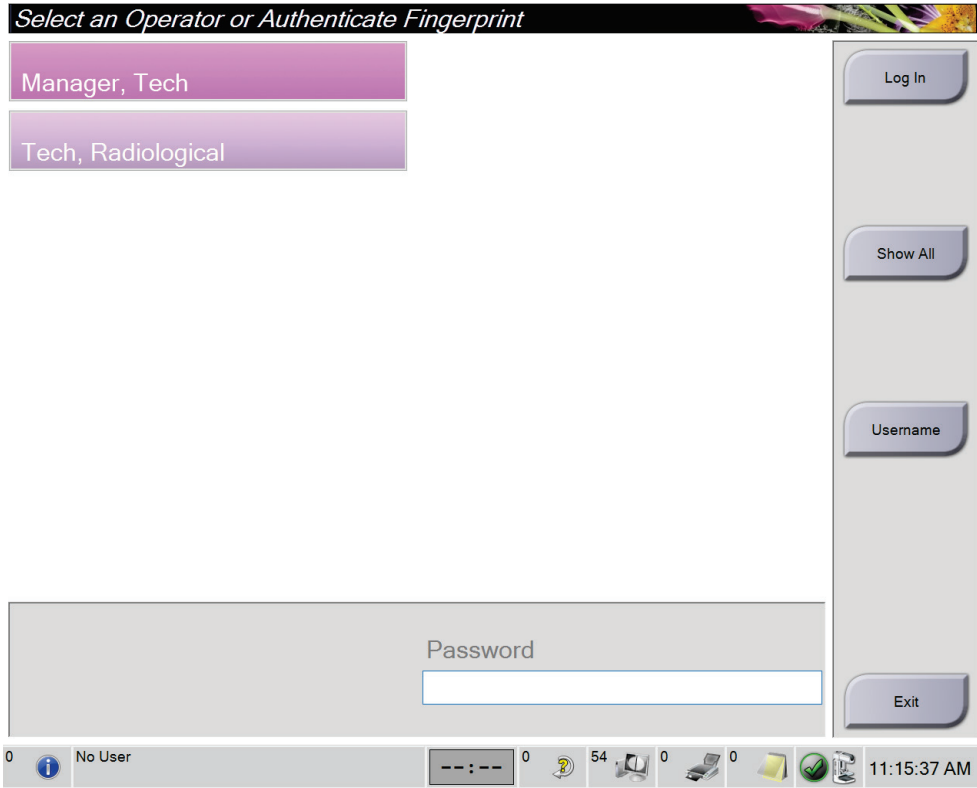 Select an Operator or Authenticate Fingerprint
Manager, Tech
Tech, Radiological
Log In
Show All
Username
Password
Exit
0 No User --:-- 0 54 0 0 11:15:37 AM